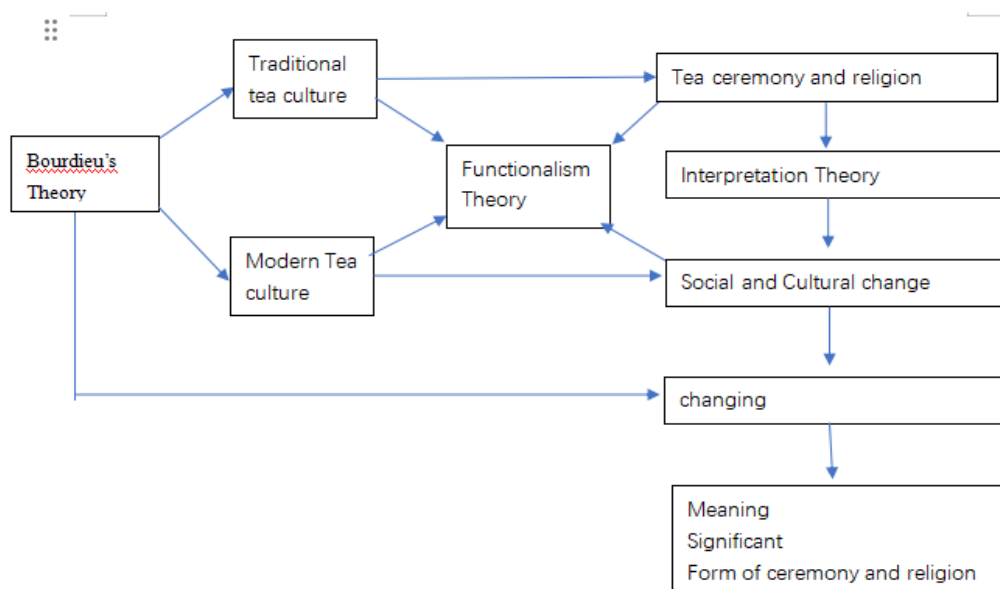 Traditional
tea culture
Tea ceremony and religion
Bourdieu's
Theory
Functionalism
Theory
Interpretation Theory
Modern Tea
culture
Social and Cultural change
changing
Meaning
Significant
Form of ceremony and religion